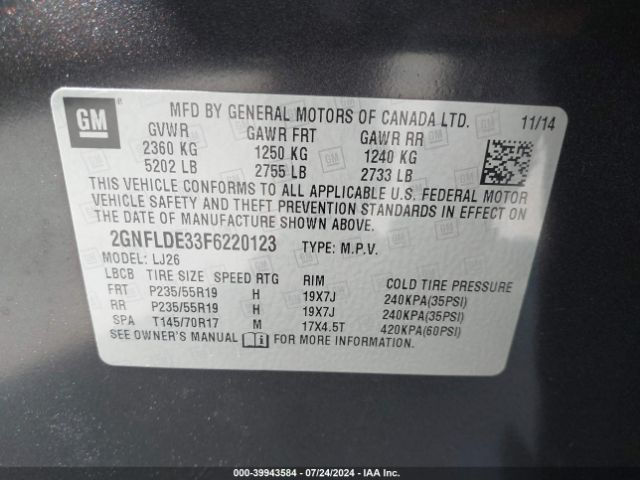 GM ®
MFD BY GENERAL MOTORS OF CANADA LTD. 11/14
GVWR GAWR FRT GAWR RR
2360 KG 1250 KG 1240 KG
5202 LB 2755 LB 2733 LB
THIS VEHICLE CONFORMS TO ALL APPLICABLE U.S. FEDERAL MOTOR
VEHICLE SAFETY AND THEFT PREVENTION STANDARDS IN EFFECT ON
THE DATE OF MANUFACTURE SHOWN ABOVE.
2GNFLDE33F6220123 TYPE: M.P.V.
MODEL: LJ26
LBCB TIRE SIZE SPEED RTG RIM COLD TIRE PRESSURE
FRT P235/55R19 H 19X7J 240KPA(35PSI)
RR P235/55R19 H 19X7J 240KPA(35PSI)
SPA T145/70R17 M 17X4.5T 420KPA(60PSI)
SEE OWNER'S MANUAL FOR MORE INFORMATION
000-39943584 | 07/24/2024 - IAA Inc.